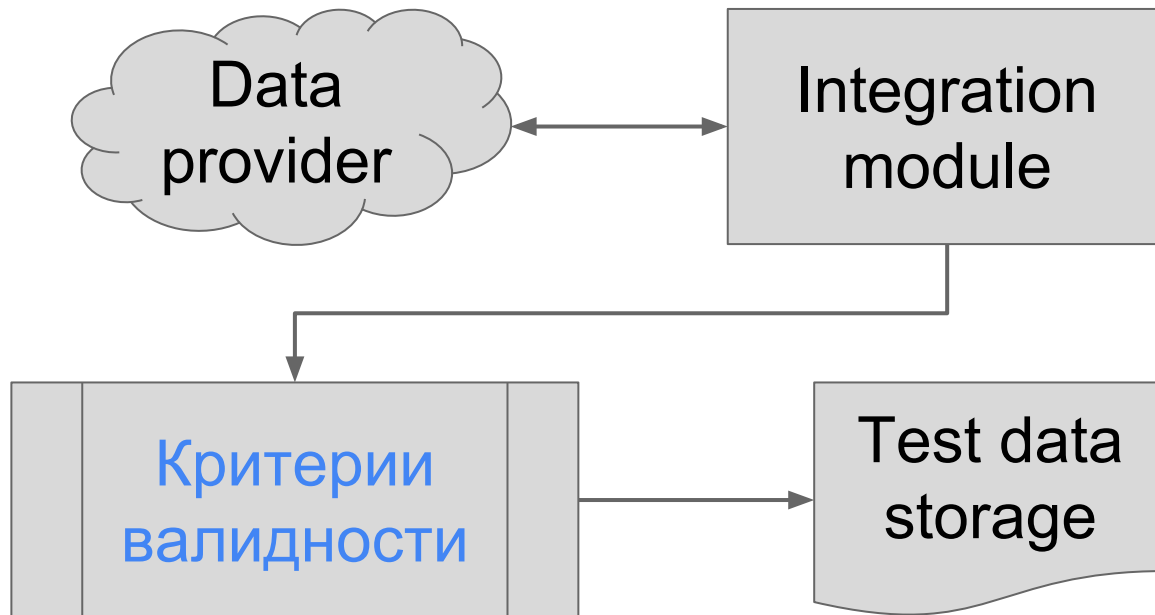 Data
provider
Integration
module
Критерии
валидности
Test data
storage